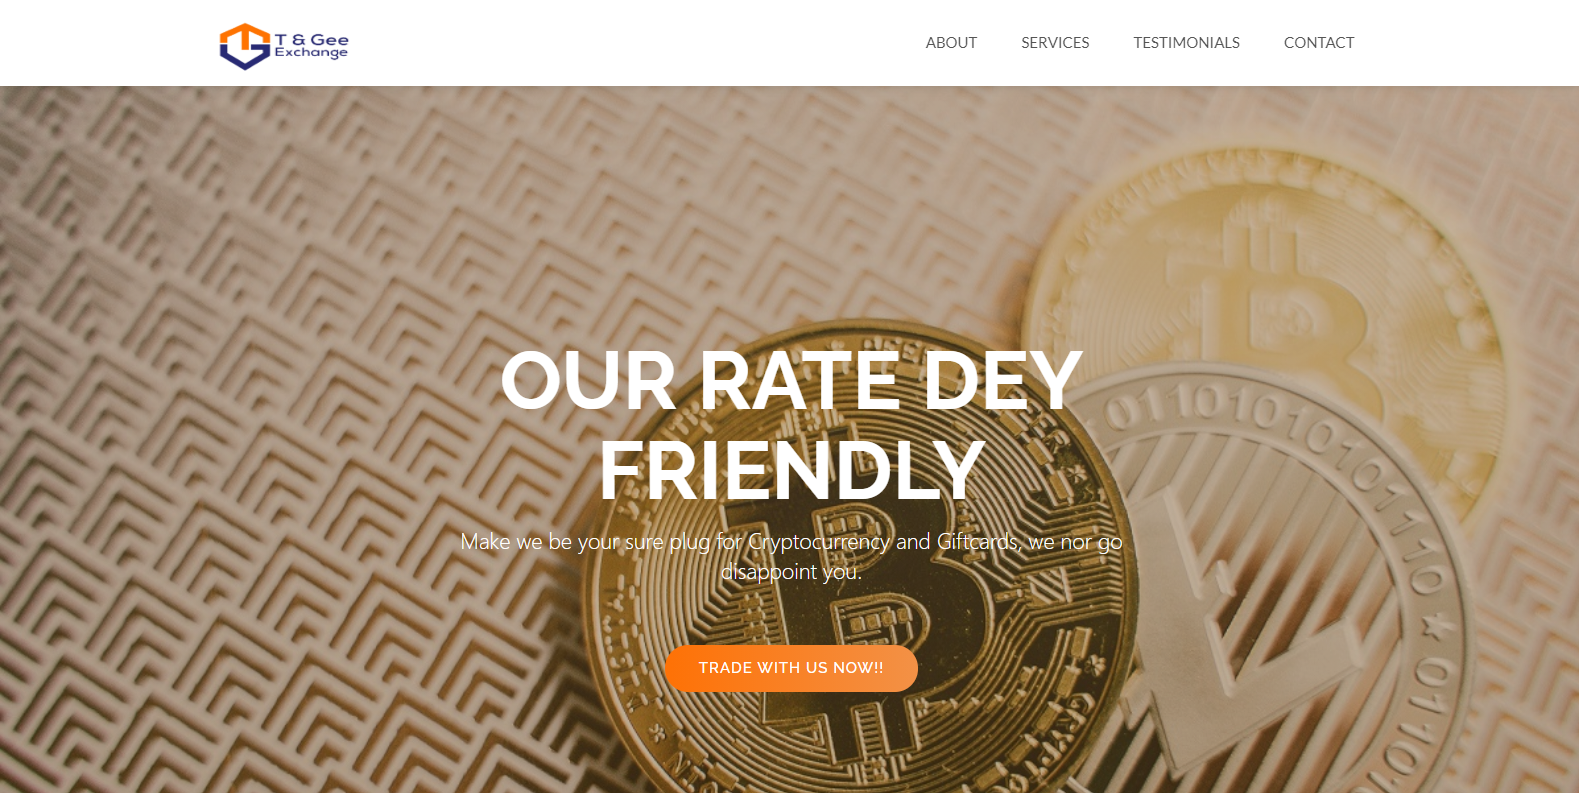 T & Gee
Exchange
ABOUT
SERVICES
TESTIMONIALS
CONTACT
OUR RATE DEY
FRIENDLY
Make we be your sure plug for Cryptocurrency and Giftcards, we nor go
disappoint you.
TRADE WITH US NOW!!